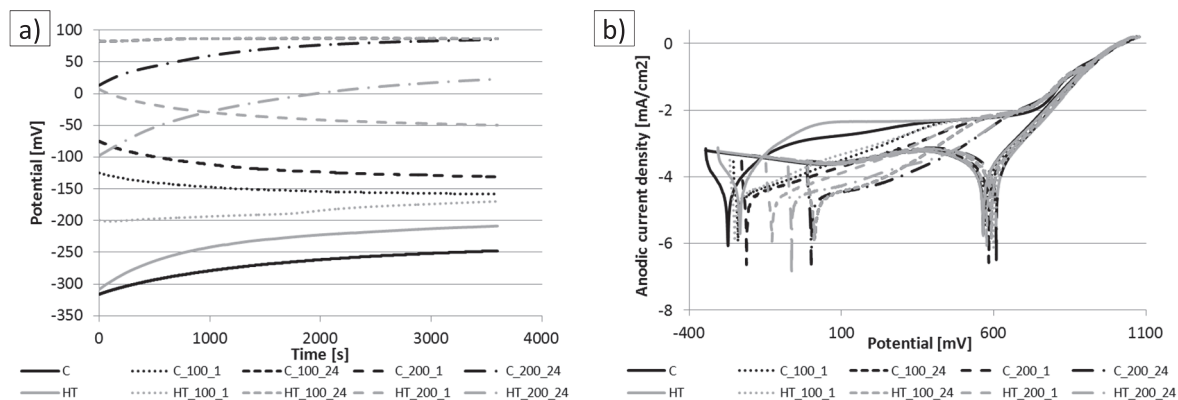 a)
100
50
0
-50
-100
-150
-200
-250
-300
-350
Potential [mV]
0 1000 2000 3000 4000
Time [s]
C C_100_1 C_100_24 C_200_1 C_200_24
HT HT_100_1 HT_100_24 HT_200_1 HT_200_24
b)
0
-2
-4
-6
-8
Anodic current density [mA/cm2]
-400 100 600 1100
Potential [mV]
C C_100_1 C_100_24 C_200_1 C_200_24
HT HT_100_1 HT_100_24 HT_200_1 HT_200_24